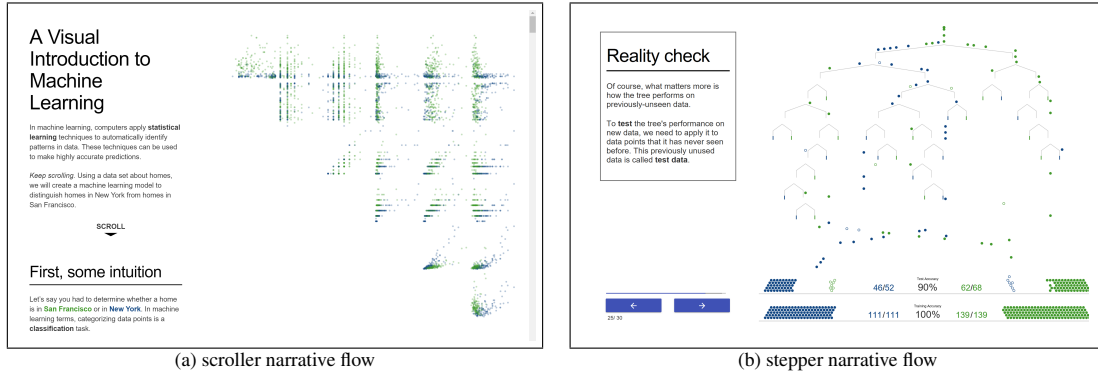 A Visual
Introduction to
Machine
Learning
In machine learning, computers apply statistical
learning techniques to automatically identify
patterns in data. These techniques can be used
to make highly accurate predictions.
Keep scrolling. Using a data set about homes,
we will create a machine learning model to
distinguish homes in New York from homes in
San Francisco.
SCROLL
First, some intuition
Let's say you had to determine whether a home
is in San Francisco or in New York. In machine
learning terms, categorizing data points is a
classification task.
(a) scroller narrative flow
Reality check
Of course, what matters more is
how the tree performs on
previously-unseen data.
To test the tree's performance on
new data, we need to apply it to
data points that it has never seen
before. This previously unused
data is called test data.
25/ 30
Test Accuracy
46/52 90% 62/68
Training Accuracy
111/111 100% 139/139
(b) stepper narrative flow